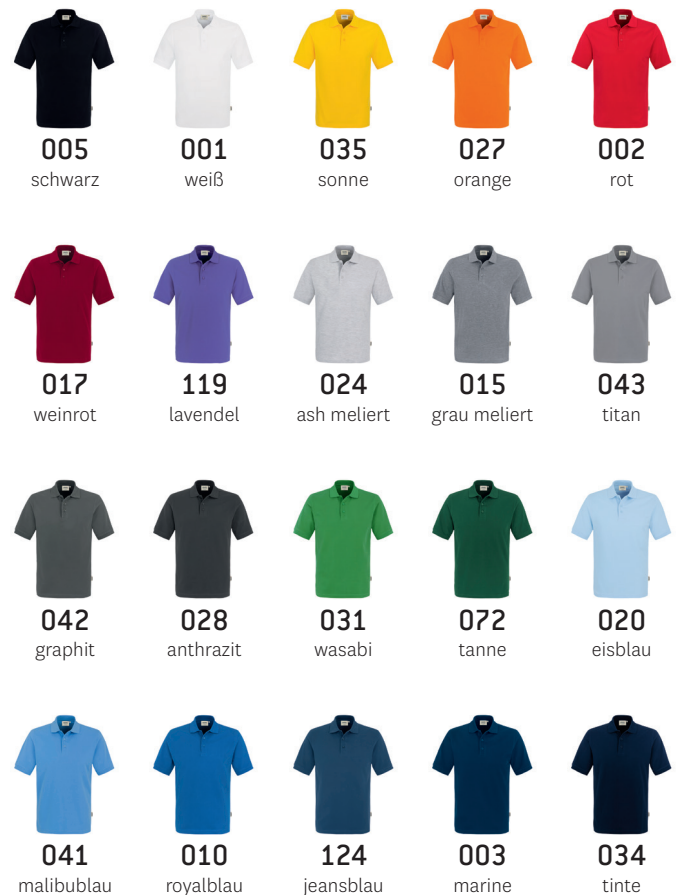 005 001 035 027 002
schwarz weiß sonne orange rot
017 119 024 015 043
weinrot lavendel ash meliert grau meliert titan
042 028 031 072 020
graphit anthrazit wasabi tanne eisblau
041 010 124 003 034
malibublau royalblau jeansblau marine tinte